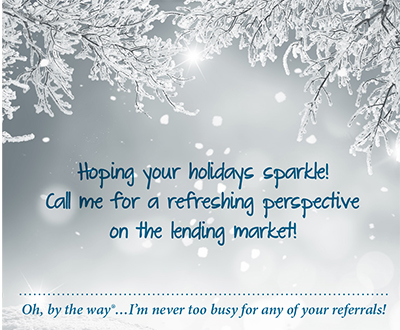 Hoping your holidays sparkle!
Call me for a refreshing perspective
on the lending market!
Oh, by the way®…I'm never too busy for any of your referrals!